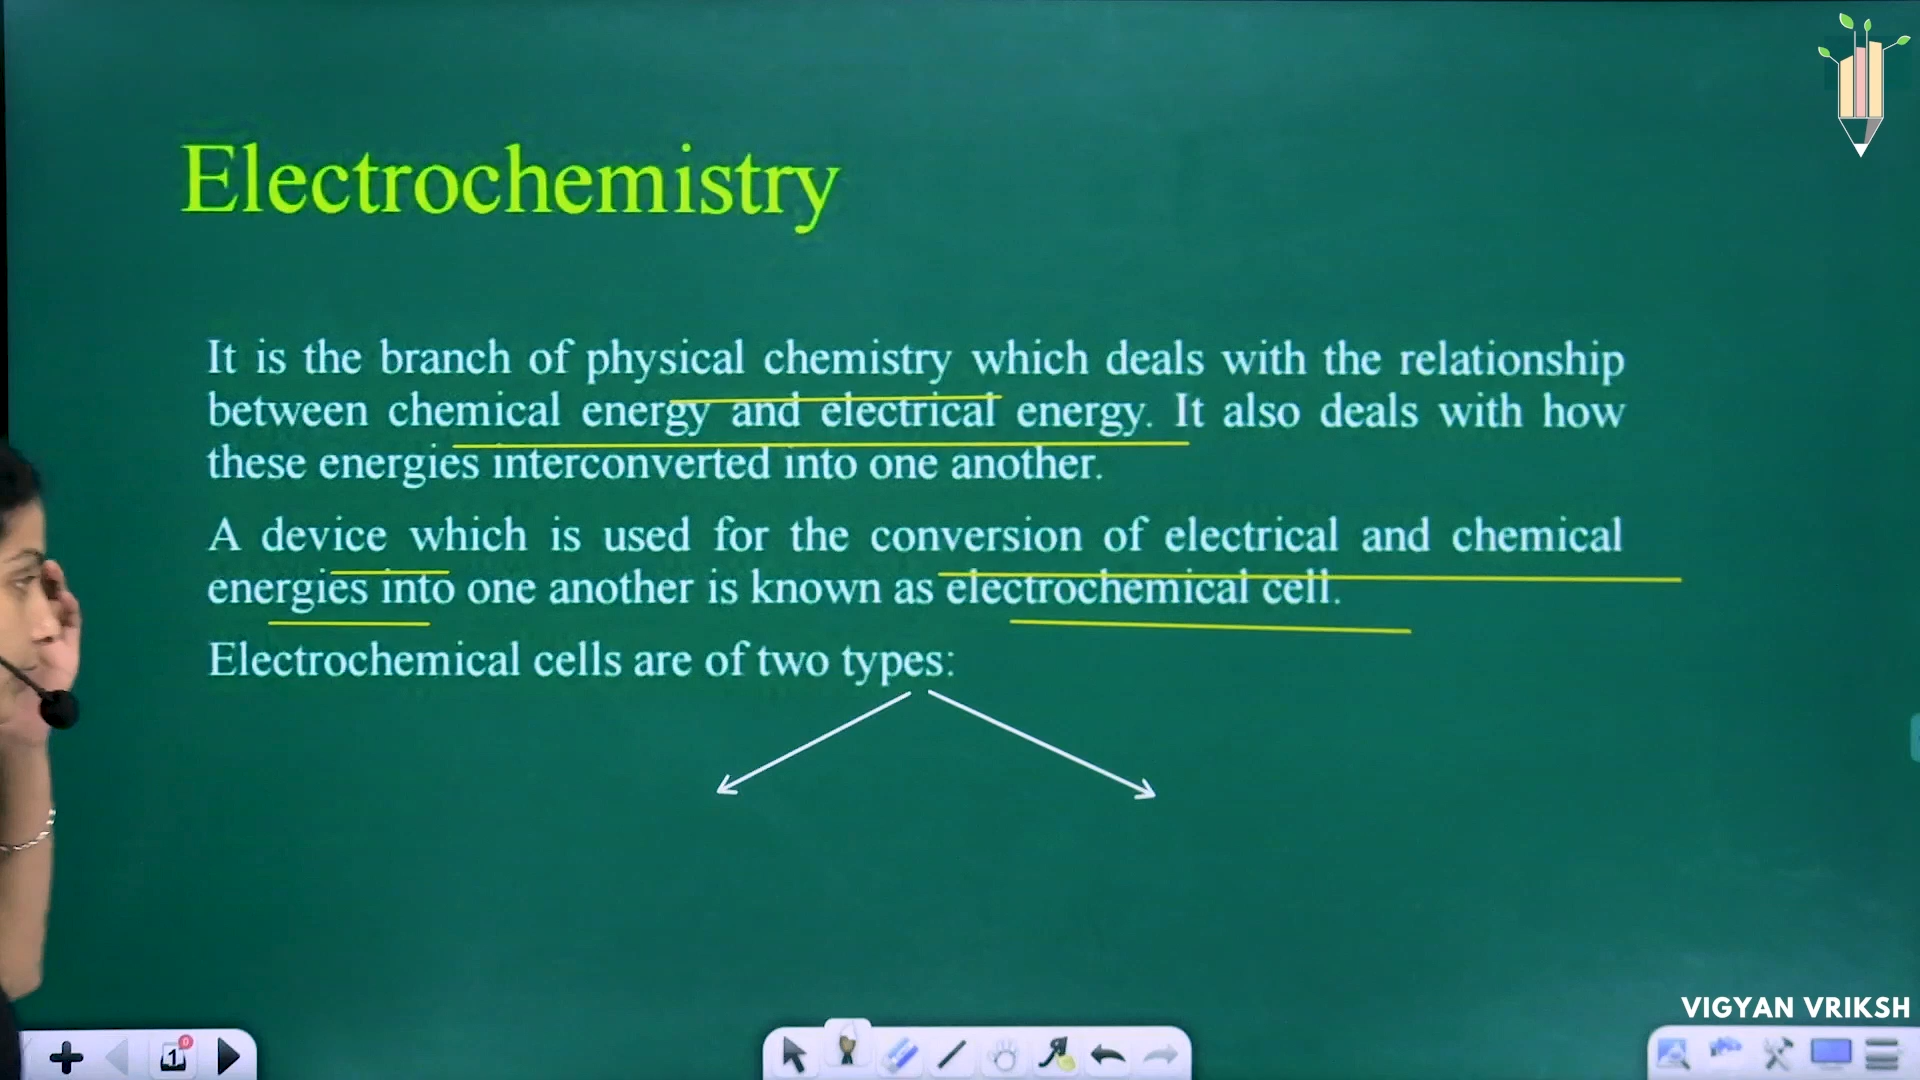 Electrochemistry
It is the branch of physical chemistry which deals with the relationship
between chemical energy and electrical energy. It also deals with how
these energies interconverted into one another.
A device which is used for the conversion of electrical and chemical
energies into one another is known as electrochemical cell.
Electrochemical cells are of two types:
VIGYAN VRIKSH
1
0